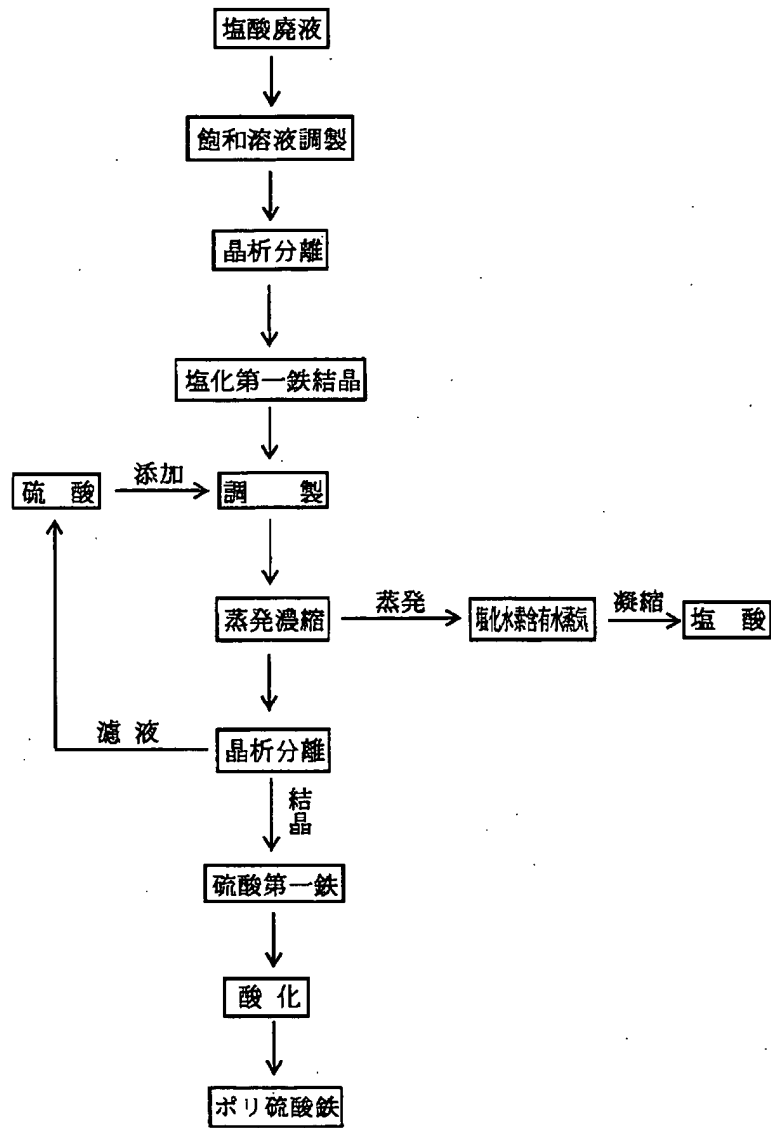 塩酸廃液
飽和溶液調製
晶析分離
塩化第一鉄結晶
硫 酸
添加
調 製
蒸発濃縮
蒸発
塩化水素含有水蒸気
凝縮
塩 酸
濾 液
晶析分離
結晶
硫酸第一鉄
酸 化
ポリ硫酸鉄